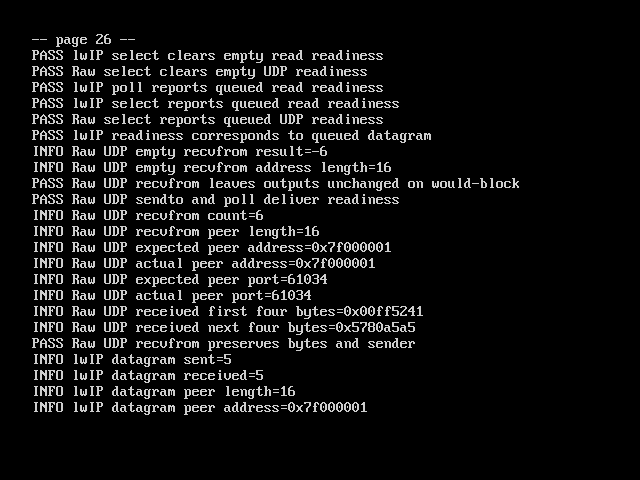 -- page 26 --
PASS lwIP select clears empty read readiness
PASS Raw select clears empty UDP readiness
PASS lwIP poll reports queued read readiness
PASS lwIP select reports queued read readiness
PASS Raw select reports queued UDP readiness
PASS lwIP readiness corresponds to queued datagram
INFO Raw UDP empty recvfrom result=-6
INFO Raw UDP empty recvfrom address length=16
PASS Raw UDP recvfrom leaves outputs unchanged on would-block
PASS Raw UDP sendto and poll deliver readiness
INFO Raw UDP recvfrom count=6
INFO Raw UDP recvfrom peer length=16
INFO Raw UDP expected peer address=0x7f000001
INFO Raw UDP actual peer address=0x7f000001
INFO Raw UDP expected peer port=61034
INFO Raw UDP actual peer port=61034
INFO Raw UDP received first four bytes=0x00ff5241
INFO Raw UDP received next four bytes=0x5780a5a5
PASS Raw UDP recvfrom preserves bytes and sender
INFO lwIP datagram sent=5
INFO lwIP datagram received=5
INFO lwIP datagram peer length=16
INFO lwIP datagram peer address=0x7f000001